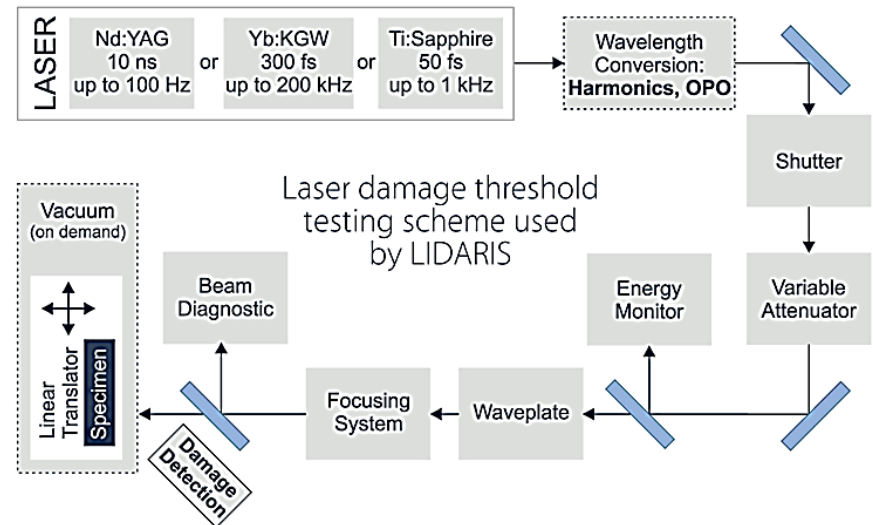 LASER
Nd:YAG
10 ns
up to 100 Hz
or
Yb:KGW
300 fs
up to 200 kHz
or
Ti:Sapphire
50 fs
up to 1 kHz
Wavelength
Conversion:
Harmonics, OPO
Shutter
Variable
Attenuator
Laser damage threshold
testing scheme used
by LIDARIS
Energy
Monitor
Beam
Diagnostic
Waveplate
Focusing
System
Damage
Detection
Vacuum
(on demand)
Linear
Translator
Specimen